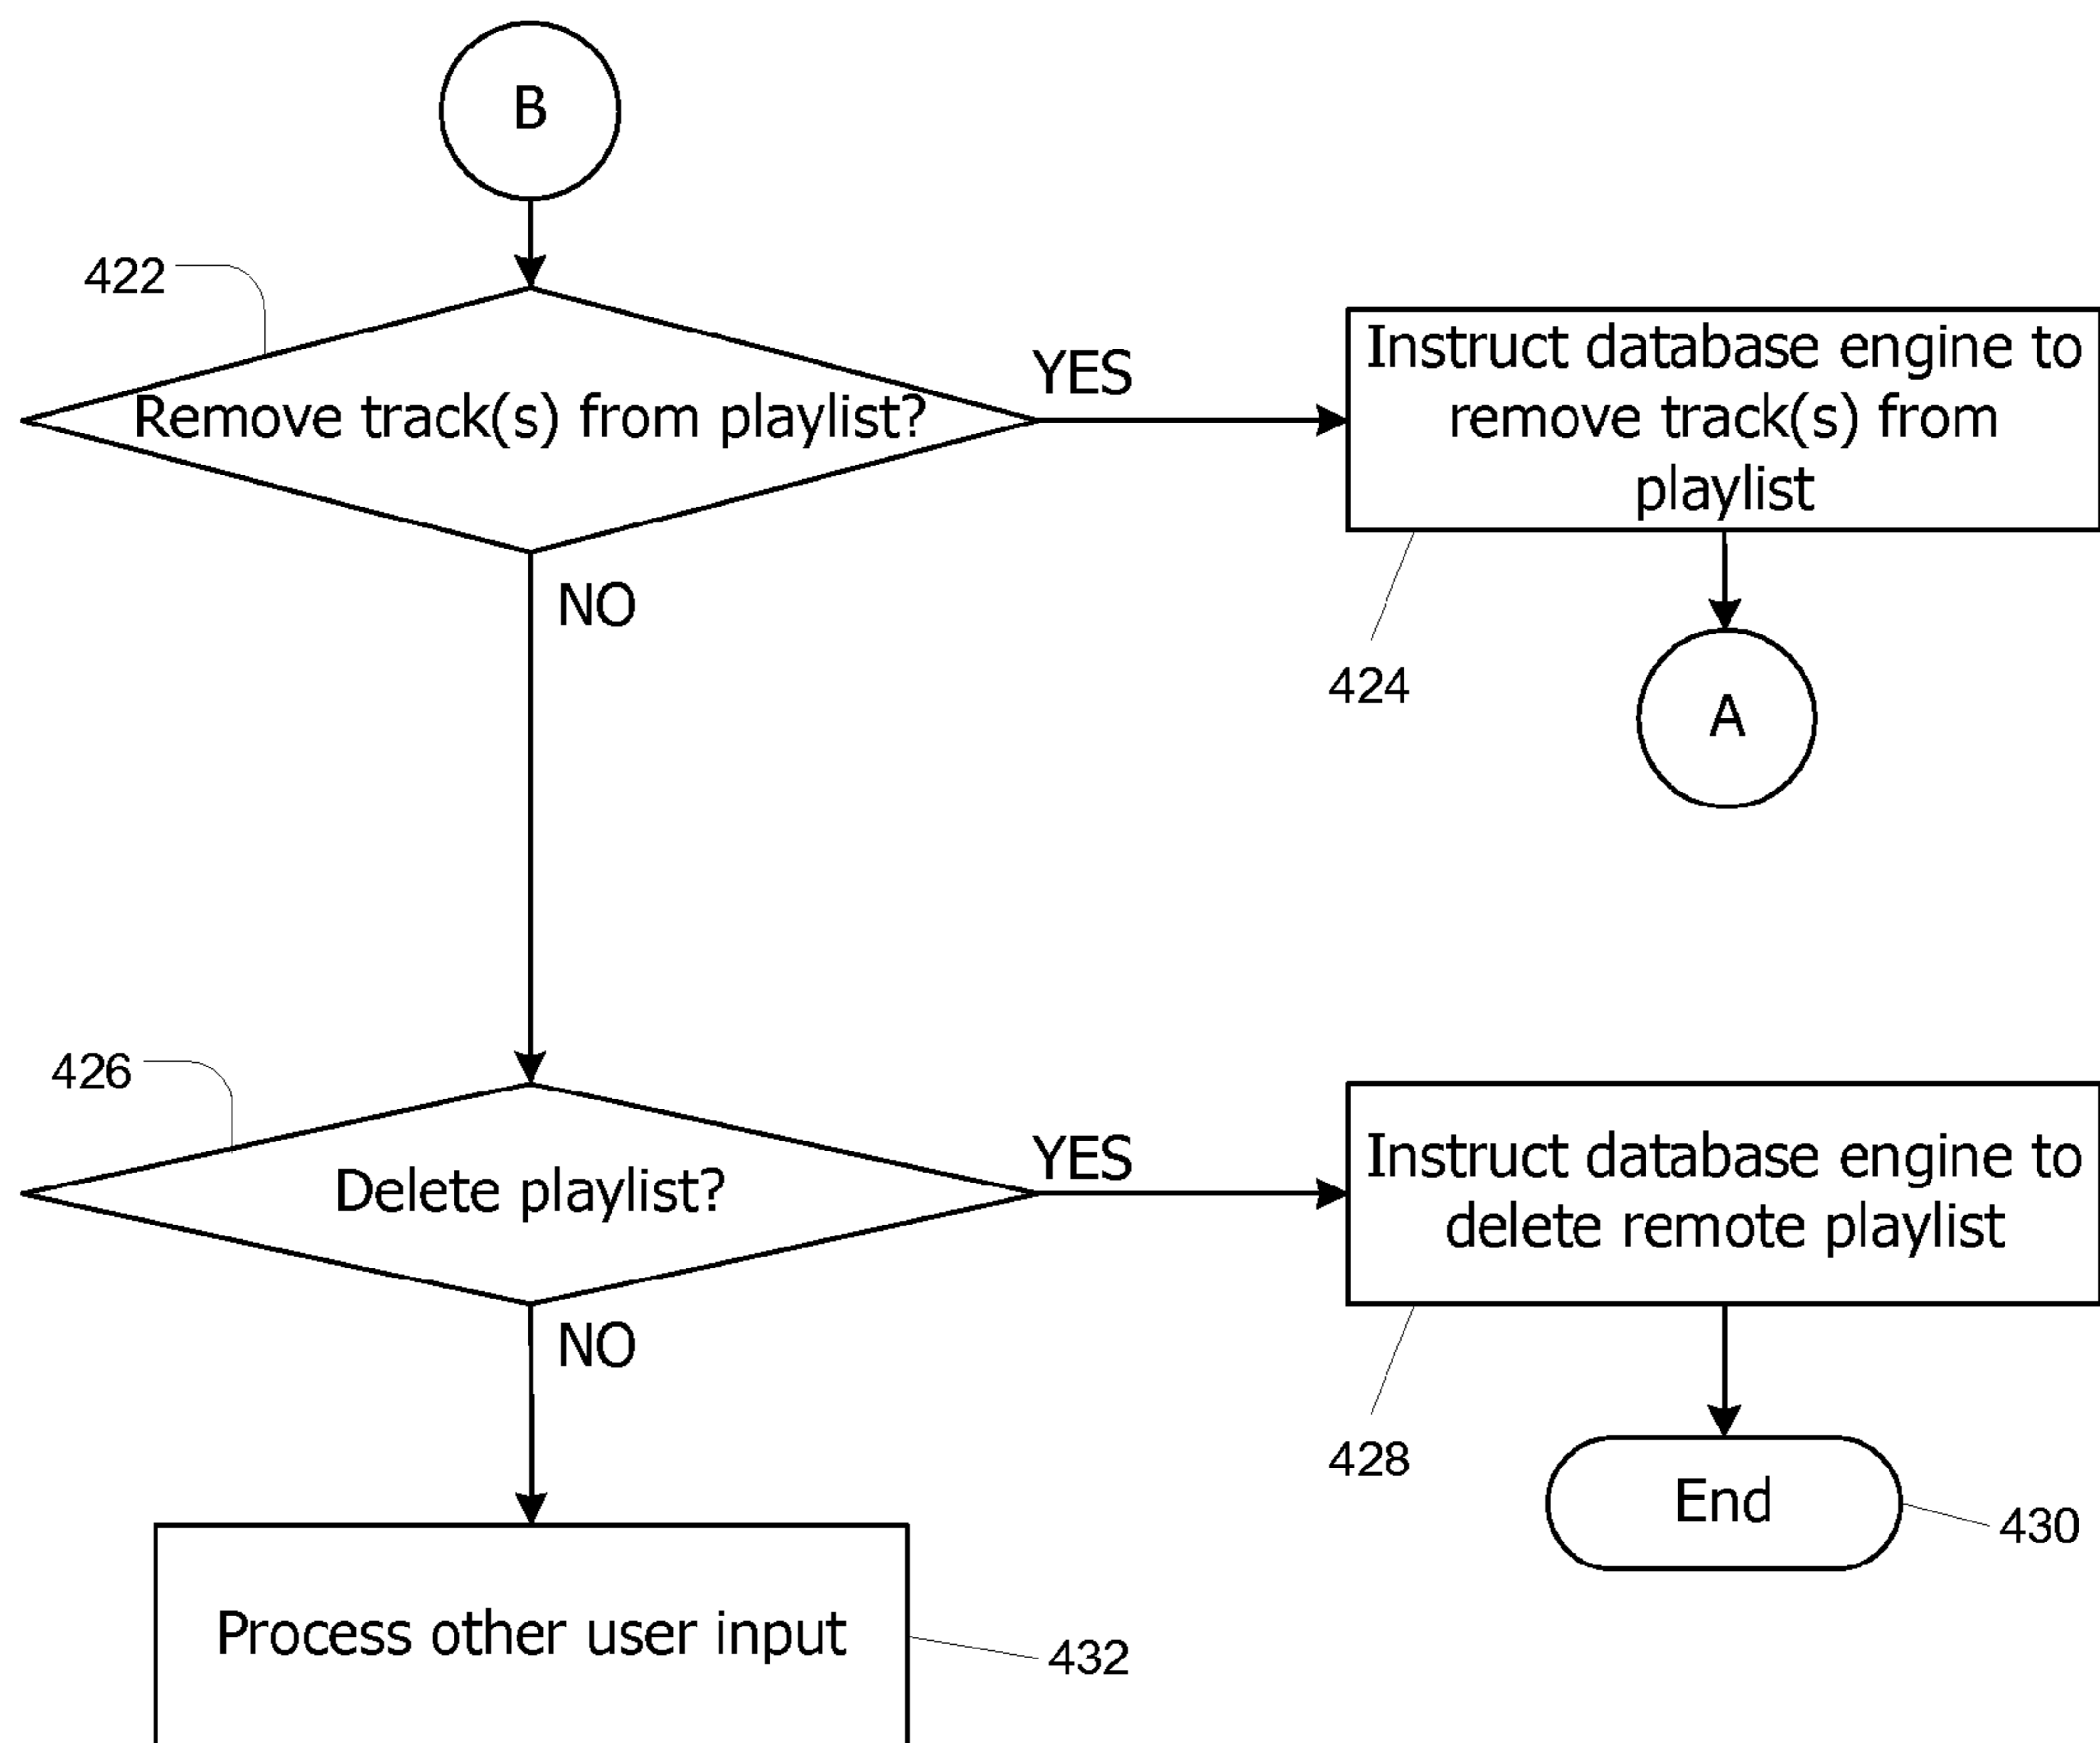 B
422
Remove track(s) from playlist?
YES
Instruct database engine to
remove track(s) from
playlist
NO
424
A
426
Delete playlist?
YES
Instruct database engine to
delete remote playlist
NO
428
End
430
Process other user input
432